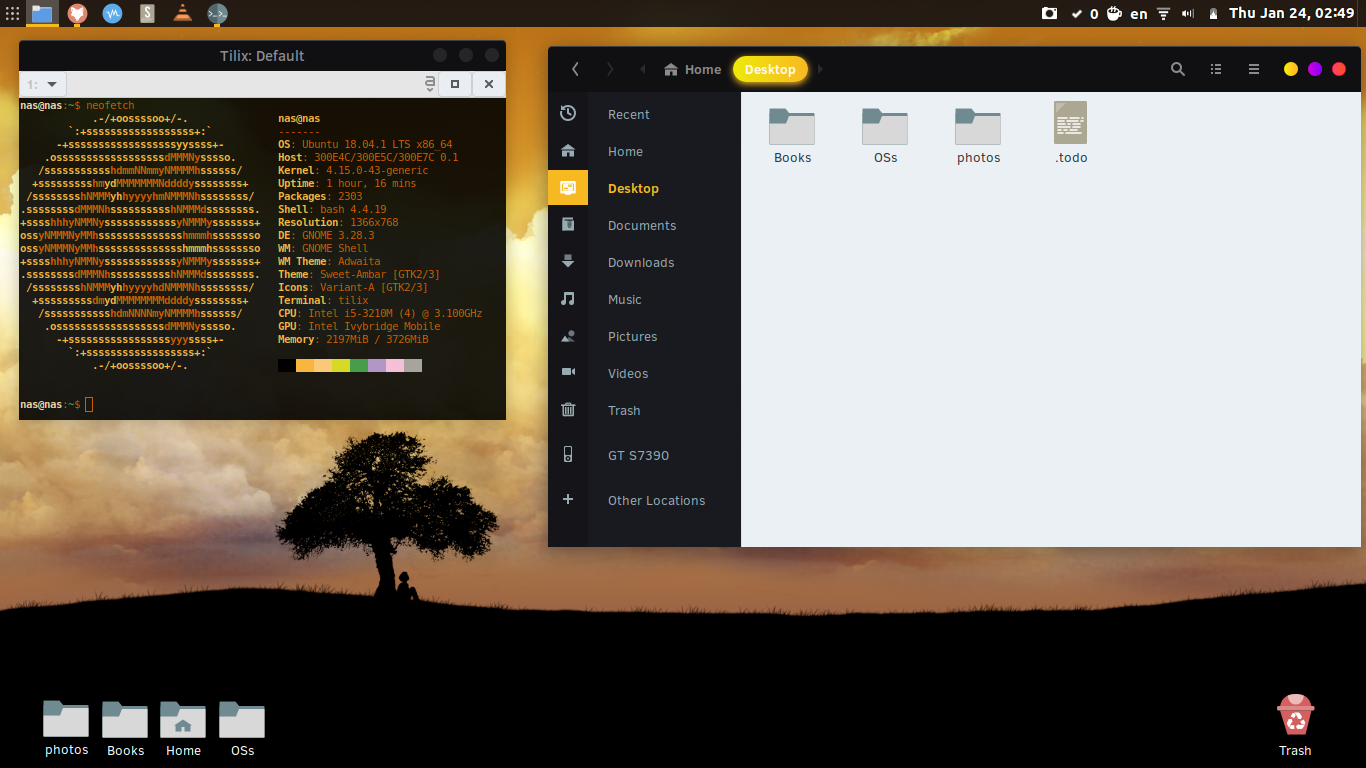 0 en Thu Jan 24, 02:49
Tilix: Default
1:
nas@nas:~$ neofetch
.-/+oossssoo+/-.
`:+ssssssssssssssssss+:`
-+ssssssssssssssssssyyssss+-
.ossssssssssssssssssdMMMNysssso.
/ssssssssssshdmmNNmmyNMMMMhssssss/
+ssssssssshmydMMMMMMMNddddyssssssss+
/sssssssshNMMMyhhyyyyhmNMMMNhssssssss/
.ssssssssdMMMNhsssssssssshNMMMdssssssss.
+sssshhhyNMMNyssssssssssssyNMMMysssssss+
ossyNMMMNyMMhsssssssssssssshmmmhssssssso
ossyNMMMNyMMhsssssssssssssshmmmhssssssso
+sssshhhyNMMNyssssssssssssyNMMMysssssss+
.ssssssssdMMMNhsssssssssshNMMMdssssssss.
/sssssssshNMMMyhhyyyyhdNMMMNhssssssss/
+sssssssssdmydMMMMMMMMddddyssssssss+
/ssssssssssshdmNNNNmyNMMMMhssssss/
.ossssssssssssssssssdMMMNysssso.
-+sssssssssssssssssyyyssss+-
`:+ssssssssssssssssss+:`
.-/+oossssoo+/-.
nas@nas
-------
OS: Ubuntu 18.04.1 LTS x86_64
Host: 300E4C/300E5C/300E7C 0.1
Kernel: 4.15.0-43-generic
Uptime: 1 hour, 16 mins
Packages: 2303
Shell: bash 4.4.19
Resolution: 1366x768
DE: GNOME 3.28.3
WM: GNOME Shell
WM Theme: Adwaita
Theme: Sweet-Ambar [GTK2/3]
Icons: Variant-A [GTK2/3]
Terminal: tilix
CPU: Intel i5-3210M (4) @ 3.100GHz
GPU: Intel Ivybridge Mobile
Memory: 2197MiB / 3726MiB
nas@nas:~$
Home Desktop
Recent
Home
Desktop
Documents
Downloads
Music
Pictures
Videos
Trash
GT S7390
Other Locations
Books OSs photos .todo
photos Books Home OSs Trash